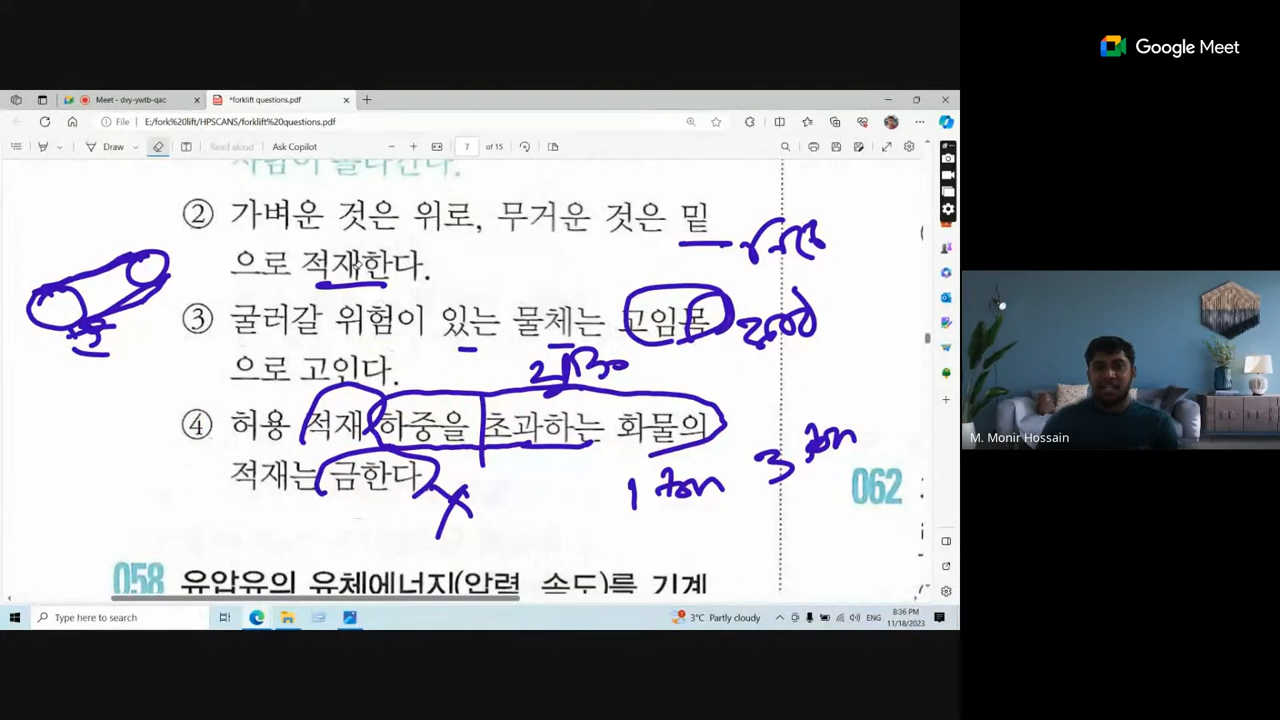 Google Meet
Meet - dvy-ywtb-qac
*forklift questions.pdf
File
E:/fork%20lift/HPSCANS/forklift%20questions.pdf
Draw
Read aloud
Ask Copilot
7
of 15
② 가벼운 것은 위로, 무거운 것은 밑
으로 적재한다.
③ 굴러갈 위험이 있는 물체는 고임목
으로 고인다.
④ 허용 적재 하중을 초과하는 화물의
적재는 금한다.
1 ton 3 ton
062
058 유압유의 유체에너지(압력 속도)를 기계
M. Monir Hossain
Type here to search
3°C Partly cloudy
ENG
8:36 PM
11/18/2023